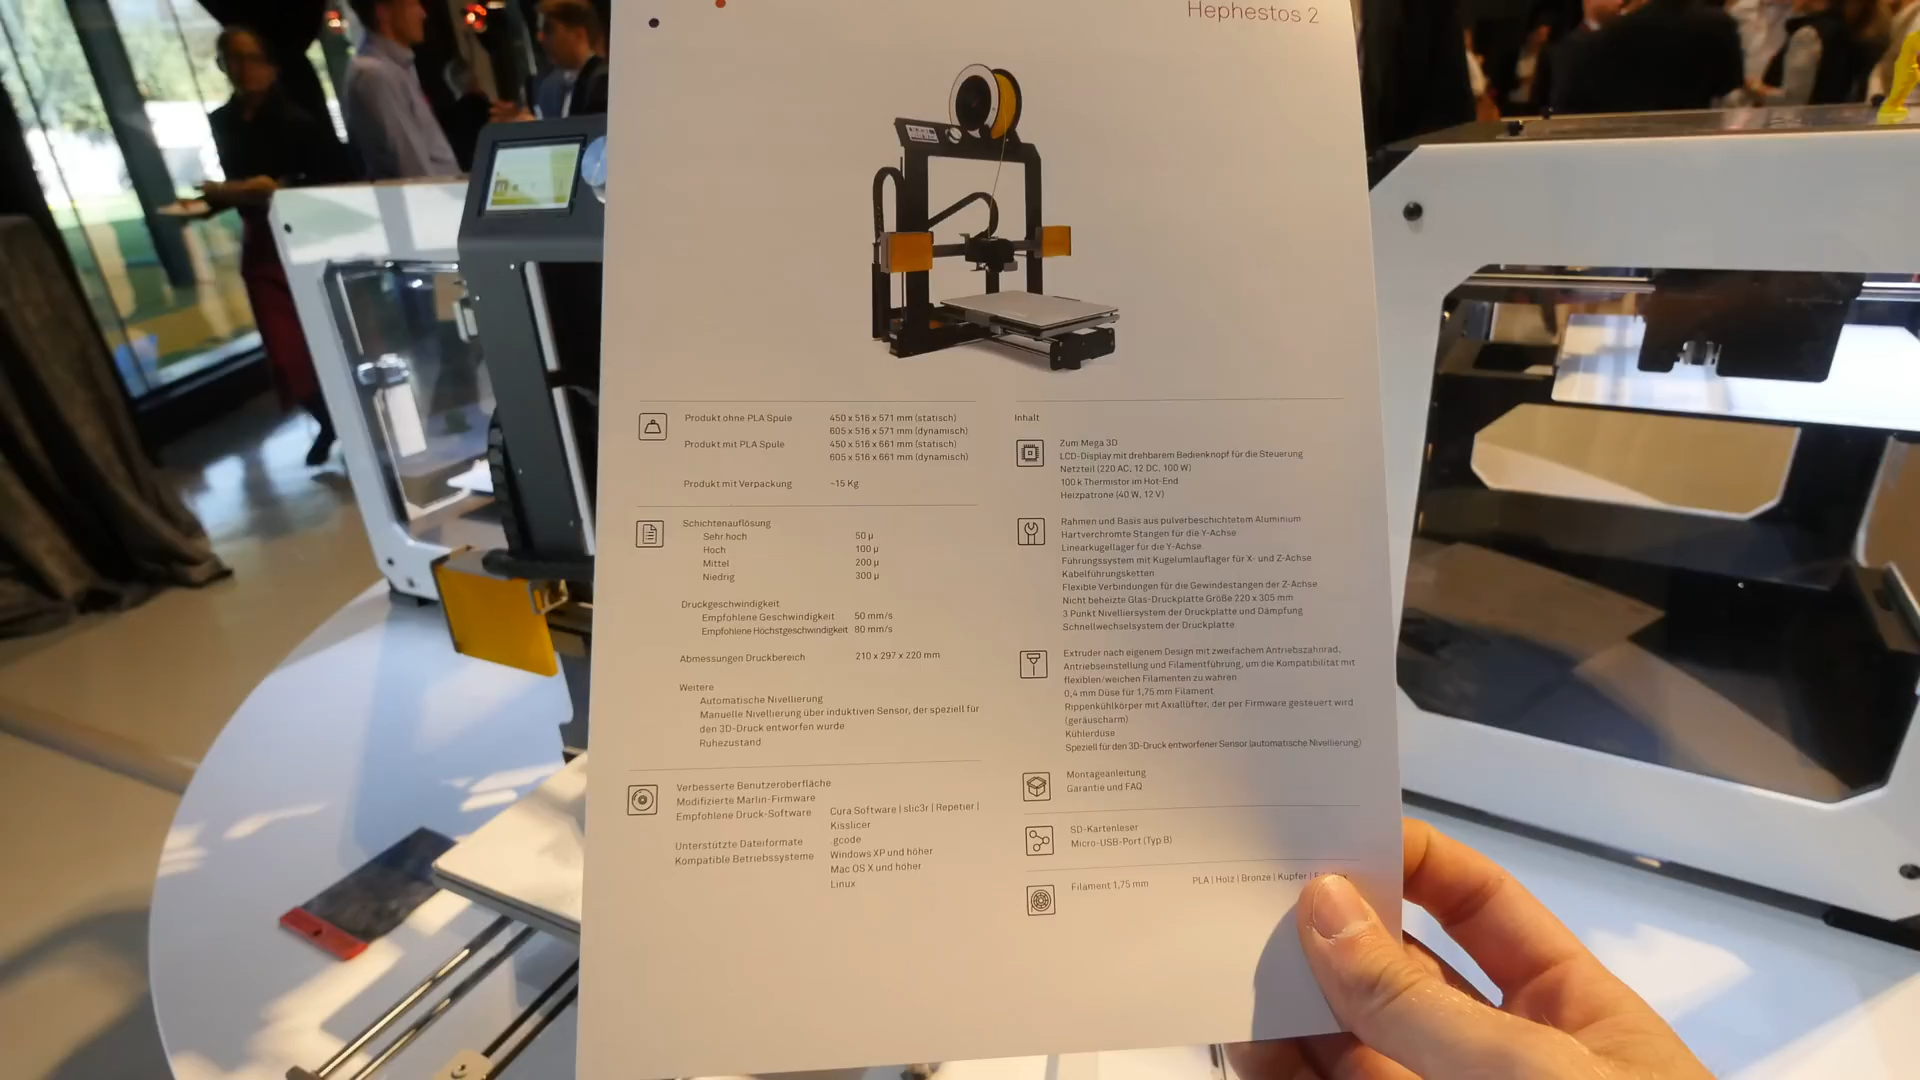 Hephestos 2
Produkt ohne PLA Spule 450 x 516 x 571 mm (statisch)
605 x 516 x 571 mm (dynamisch)
Produkt mit PLA Spule 450 x 516 x 661 mm (statisch)
605 x 516 x 661 mm (dynamisch)
Produkt mit Verpackung ~15 Kg
Schichtenauflösung
Sehr hoch 50 µ
Hoch 100 µ
Mittel 200 µ
Niedrig 300 µ
Druckgeschwindigkeit
Empfohlene Geschwindigkeit 50 mm/s
Empfohlene Höchstgeschwindigkeit 80 mm/s
Abmessungen Druckbereich 210 x 297 x 220 mm
Weitere
Automatische Nivellierung
Manuelle Nivellierung über induktiven Sensor, der speziell für
den 3D-Druck entworfen wurde
Ruhezustand
Verbesserte Benutzeroberfläche
Modifizierte Marlin-Firmware
Empfohlene Druck-Software Cura Software | slic3r | Repetier |
Kisslicer
Unterstützte Dateiformate .gcode
Kompatible Betriebssysteme Windows XP und höher
Mac OS X und höher
Linux
Inhalt
Zum Mega 3D
LCD-Display mit drehbarem Bedienknopf für die Steuerung
Netzteil (220 AC, 12 DC, 100 W)
100 k Thermistor im Hot-End
Heizpatrone (40 W, 12 V)
Rahmen und Basis aus pulverbeschichtetem Aluminium
Hartverchromte Stangen für die Y-Achse
Linearkugellager für die Y-Achse
Führungssystem mit Kugelumlauflager für X- und Z-Achse
Kabelführungsketten
Flexible Verbindungen für die Gewindestangen der Z-Achse
Nicht beheizte Glas-Druckplatte Größe 220 x 305 mm
3 Punkt Nivelliersystem der Druckplatte und Dämpfung
Schnellwechselsystem der Druckplatte
Extruder nach eigenem Design mit zweifachem Antriebszahnrad,
Antriebseinstellung und Filamentführung, um die Kompatibilität mit
flexiblen/weichen Filamenten zu wahren
0,4 mm Düse für 1,75 mm Filament
Rippenkühlkörper mit Axiallüfter, der per Firmware gesteuert wird
(geräuscharm)
Kühlerdüse
Speziell für den 3D-Druck entworfener Sensor (automatische Nivellierung)
Montageanleitung
Garantie und FAQ
SD-Kartenleser
Micro-USB-Port (Typ B)
Filament 1,75 mm PLA | Holz | Bronze | Kupfer |